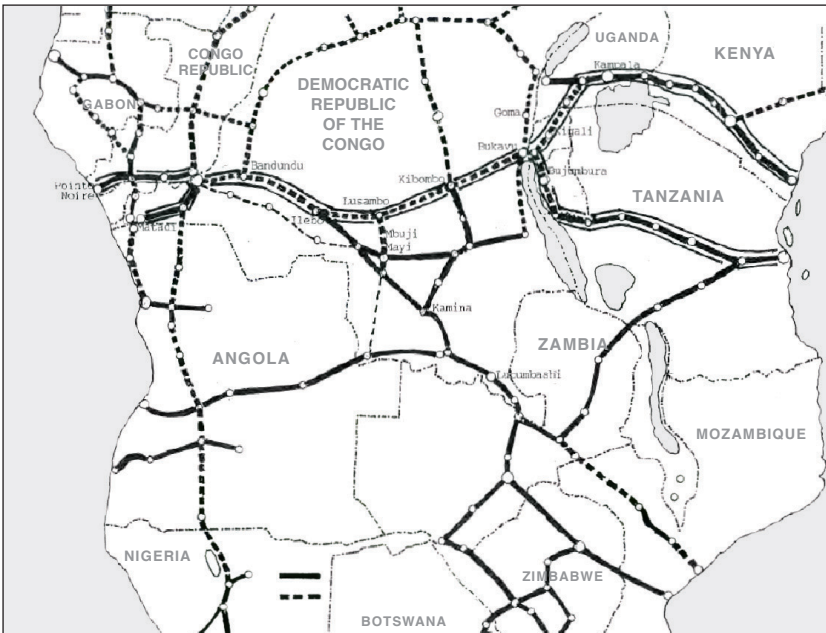 UGANDA
KENYA
CONGO
REPUBLIC
Kampala
DEMOCRATIC
REPUBLIC
OF THE
CONGO
GABON
Goma
Kigali
Bukavu
Bandundu
Kibombo
Bujumbura
TANZANIA
Pointe
Noire
Lusambo
Ilebo
Matadi
Mbuji
Mayi
Kamina
ANGOLA
ZAMBIA
Lubumbashi
MOZAMBIQUE
NIGERIA
ZIMBABWE
BOTSWANA